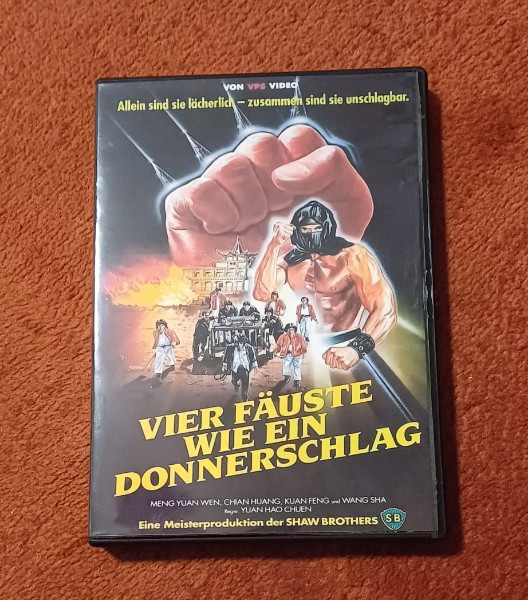 VON VPS VIDEO
Allein sind sie lächerlich – zusammen sind sie unschlagbar.
VIER FÄUSTE
WIE EIN
DONNERSCHLAG
MENG YUAN WEN, CHIAN HUANG, KUAN FENG und WANG SHA
Regie: YUAN HAO CHUEN
Eine Meisterproduktion der SHAW BROTHERS SB